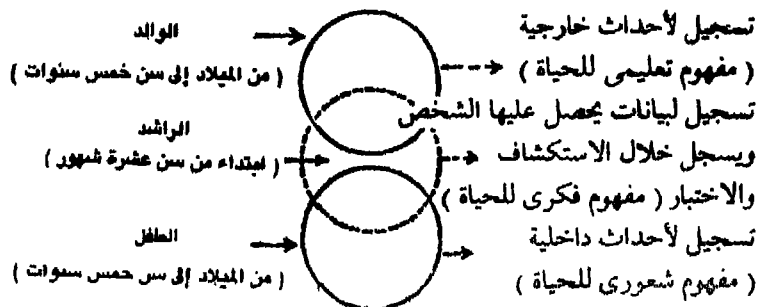 تسجيل لأحداث خارجية
( مفهوم تعليمى للحياة )
تسجيل لبيانات يحصل عليها الشخص
ويسجل خلال الاستكشاف
والاختبار ( مفهوم فكرى للحياة )
تسجيل لأحداث داخلية
( مفهوم شعورى للحياة )
الوالد
( من الميلاد إلى سن خمس سنوات )
الراشد
( ابتداء من سن عشرة شهور )
الطفل
( من الميلاد إلى سن خمس سنوات )